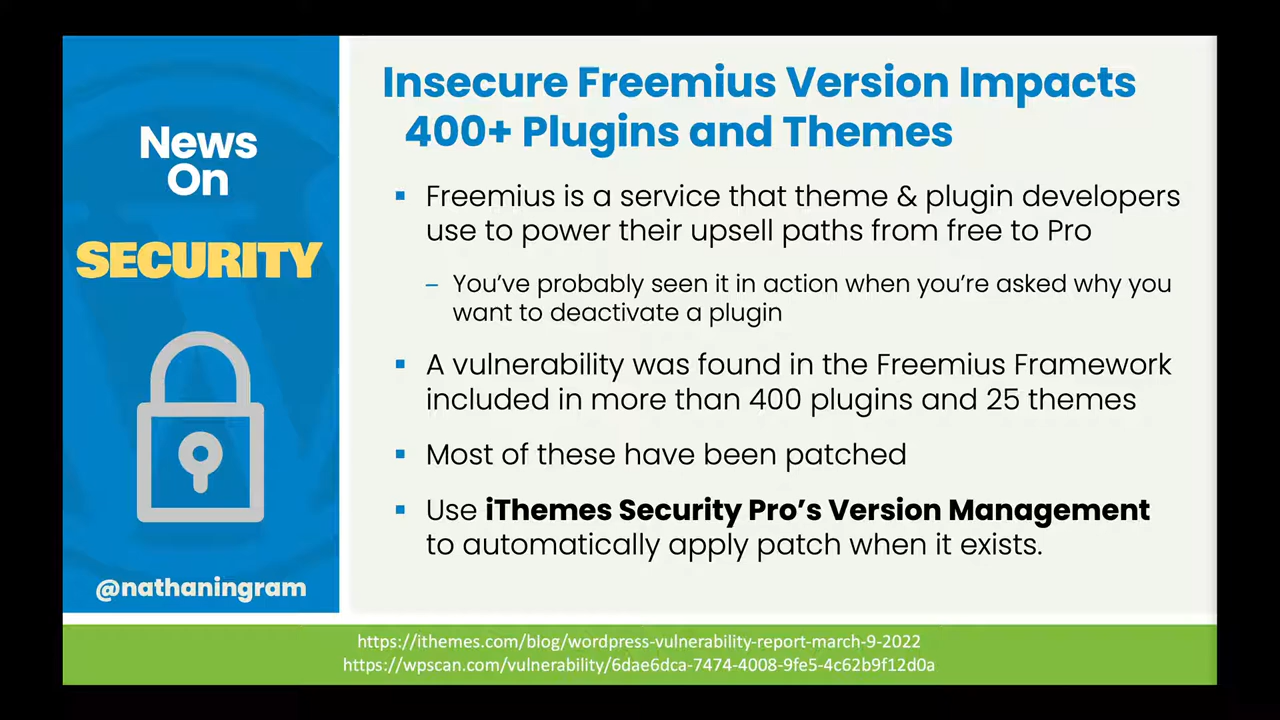 News
On
SECURITY
@nathaningram
Insecure Freemius Version Impacts
400+ Plugins and Themes
▪ Freemius is a service that theme & plugin developers
use to power their upsell paths from free to Pro
– You’ve probably seen it in action when you’re asked why you
want to deactivate a plugin
▪ A vulnerability was found in the Freemius Framework
included in more than 400 plugins and 25 themes
▪ Most of these have been patched
▪ Use iThemes Security Pro’s Version Management
to automatically apply patch when it exists.
https://ithemes.com/blog/wordpress-vulnerability-report-march-9-2022
https://wpscan.com/vulnerability/6dae6dca-7474-4008-9fe5-4c62b9f12d0a